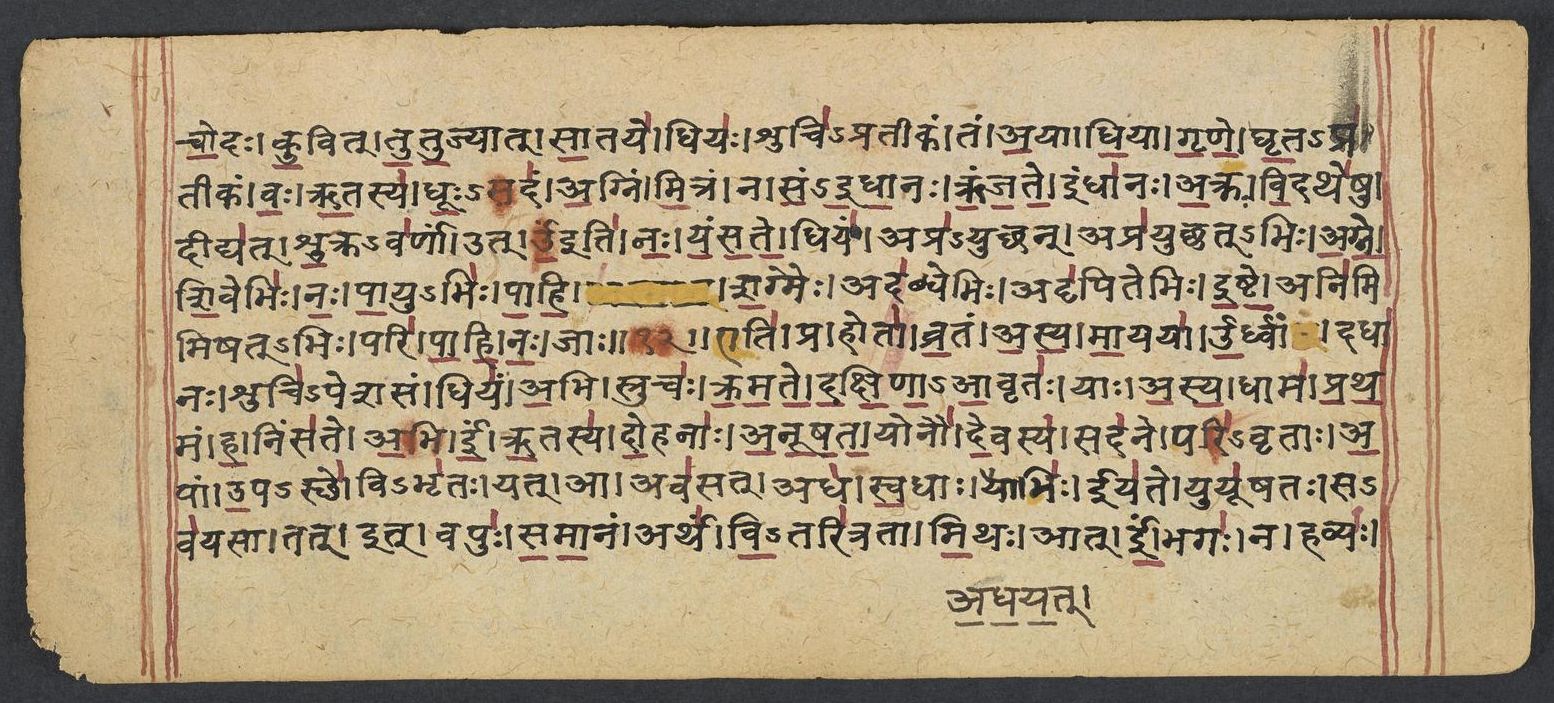 चोदः।कुवित्।तुतुज्यात्।सातये।धियः।शुचिऽप्रतीकं।तं।अया।धिया।गृणे।घृतऽप्र
तीकं।वः।ऋतस्य।धूःऽसदं।अग्निं।मित्रं।न।संऽइधानः।ऋंजते।इंधानः।अक्रः।विदथेषु।
दीद्यत्।शुक्रऽवर्णां।उत्।ऊँ इति।नः।यंसते।धियं।अप्रऽयुच्छन्।अप्रयुच्छत्ऽभिः।अग्ने।
शिवेभिः।नः।पायुऽभिः।पाहि।शग्मैः।अदब्धेभिः।अदृपितेभिः।इष्टे।अनिमि
मिषत्ऽभिः।परि।पाहि।नः।जाः॥१२॥एति।प्र।होता।व्रतं।अस्य।मायया।ऊर्ध्वां।दधा
नः।शुचिऽपेशसं।धियं।अभि।स्रुचः।क्रमते।दक्षिणाऽआवृतः।याः।अस्य।धाम।प्रथ
मं।ह।निंसते।अभि।ईं।ऋतस्य।दोहनाः।अनूषत।योनौ।देवस्य।सदने।परिऽवृताः।अ
पां।उपऽस्थे।विऽभृतः।यत्।आ।अवसत्।अध।स्वधाः।याभिः।ईयते।युयूषतः।सऽ
वयसा।तत्।इत्।वपुः।समानं।अर्थं।विऽतरित्रता।मिथः।आत्।ईं।भगः।न।हव्यः।
अधयत्।